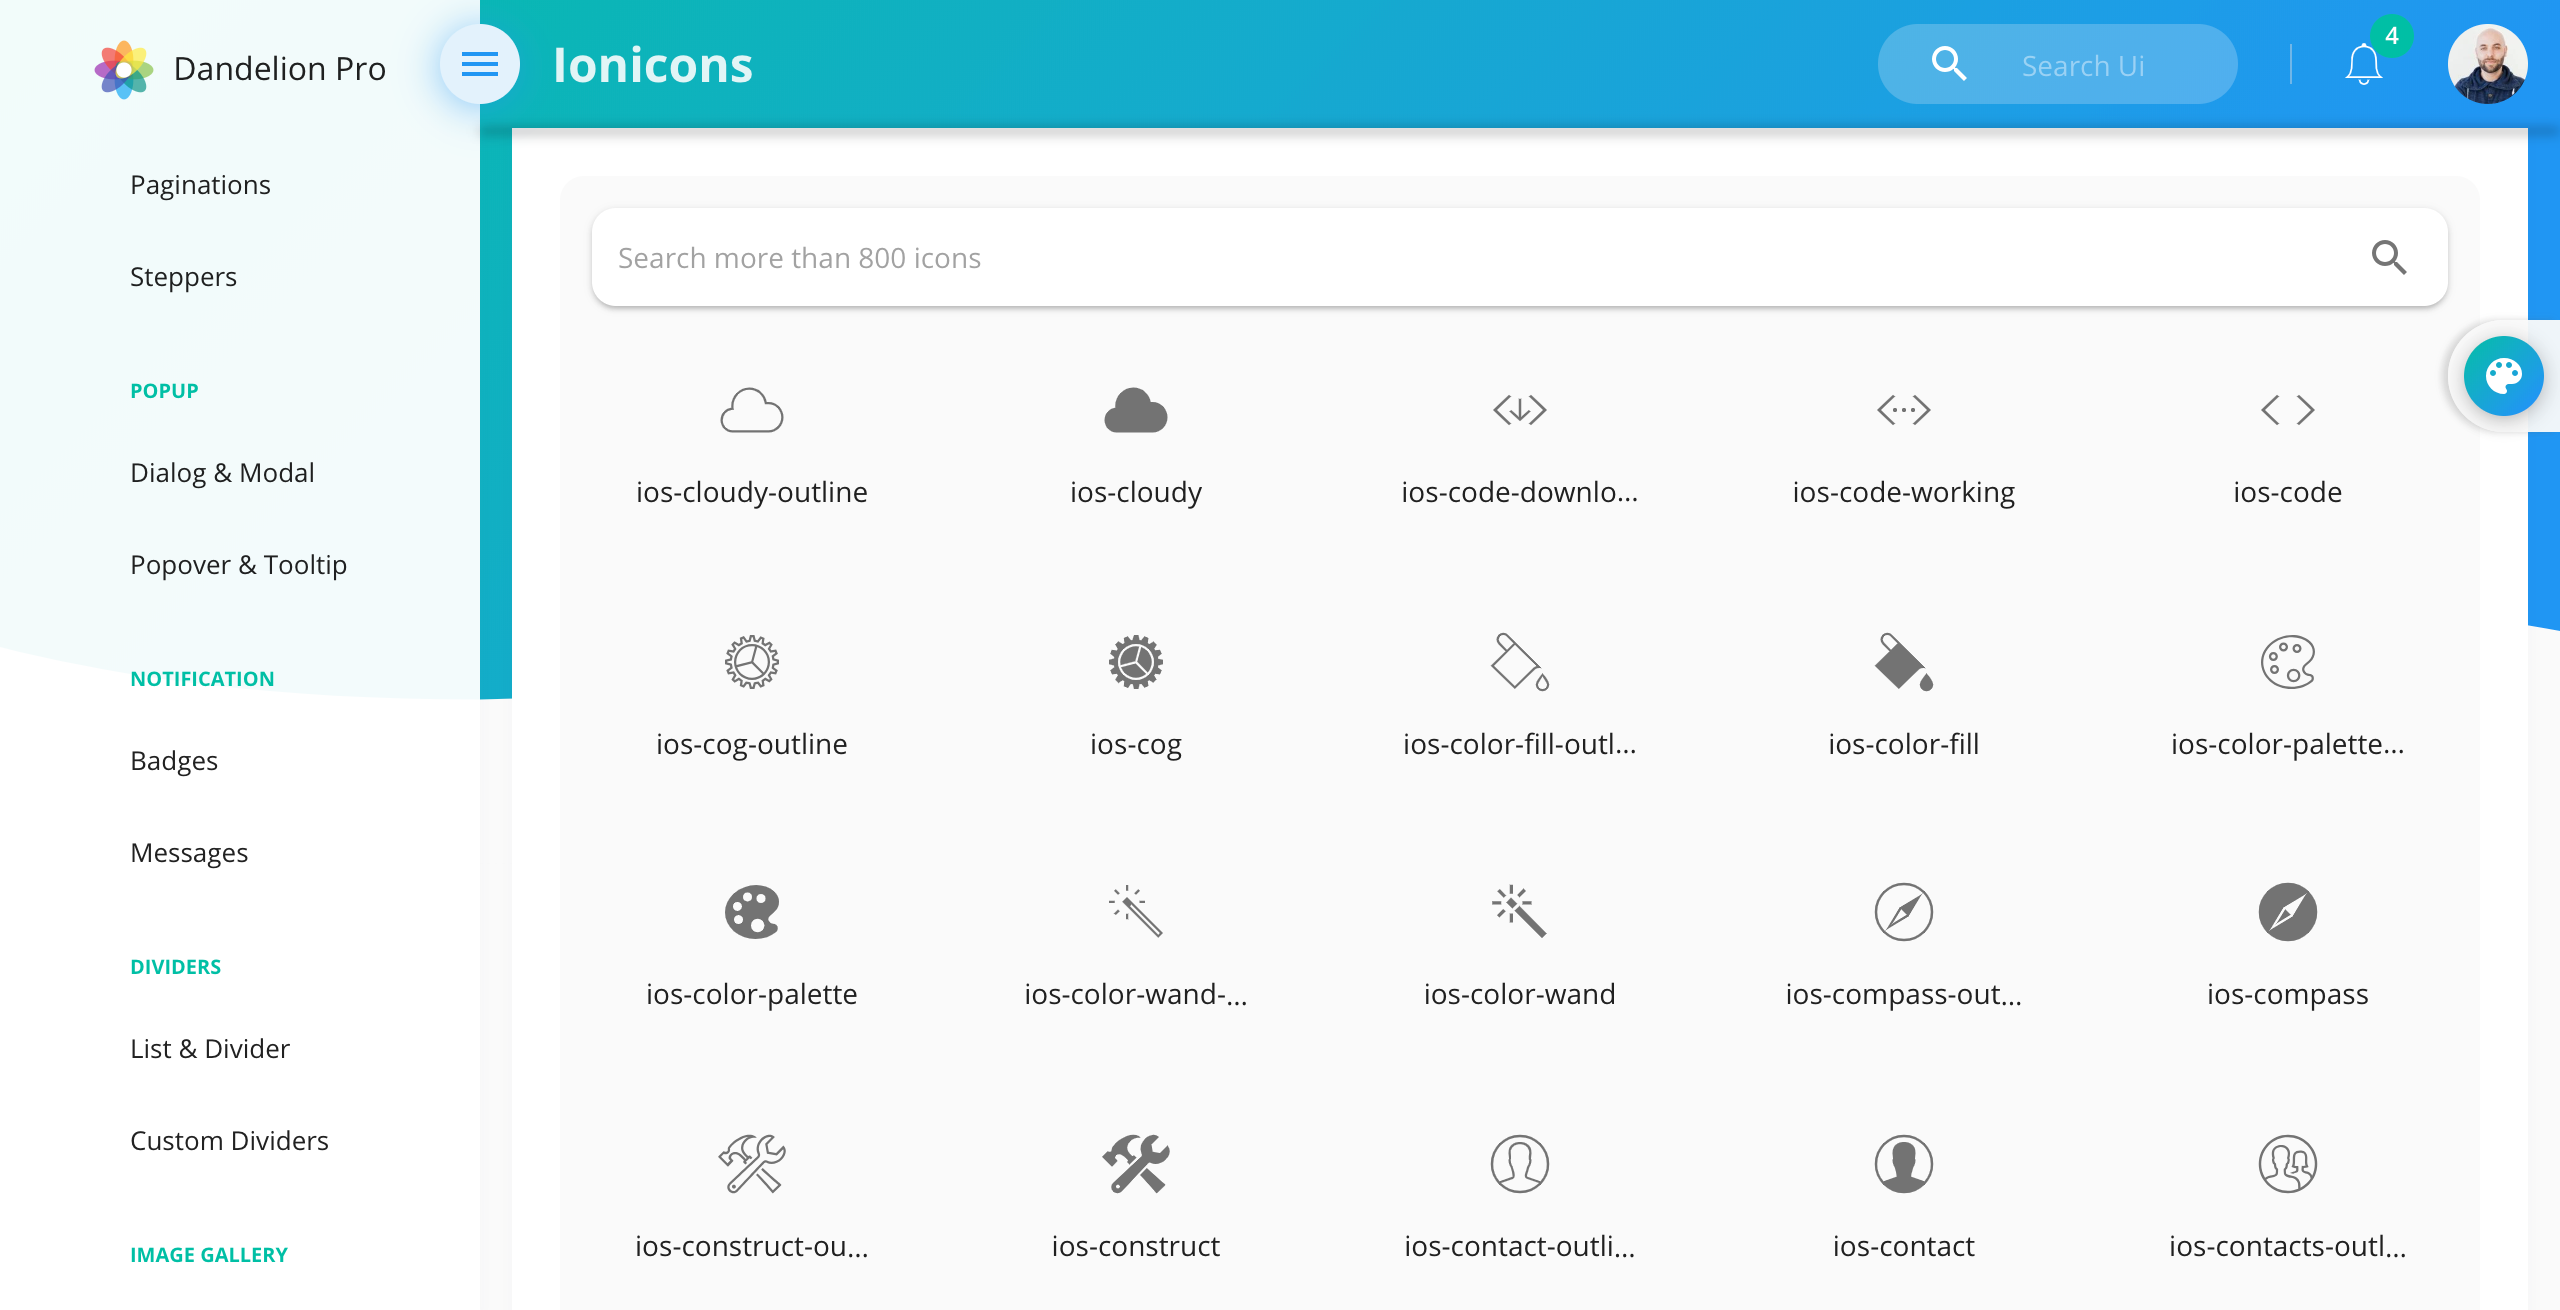 Dandelion Pro
Paginations
Steppers
POPUP
Dialog & Modal
Popover & Tooltip
NOTIFICATION
Badges
Messages
DIVIDERS
List & Divider
Custom Dividers
IMAGE GALLERY
Ionicons
Search Ui
4
Search more than 800 icons
ios-cloudy-outline
ios-cloudy
ios-code-downlo...
ios-code-working
ios-code
ios-cog-outline
ios-cog
ios-color-fill-outl...
ios-color-fill
ios-color-palette...
ios-color-palette
ios-color-wand-...
ios-color-wand
ios-compass-out...
ios-compass
ios-construct-ou...
ios-construct
ios-contact-outli...
ios-contact
ios-contacts-outl...